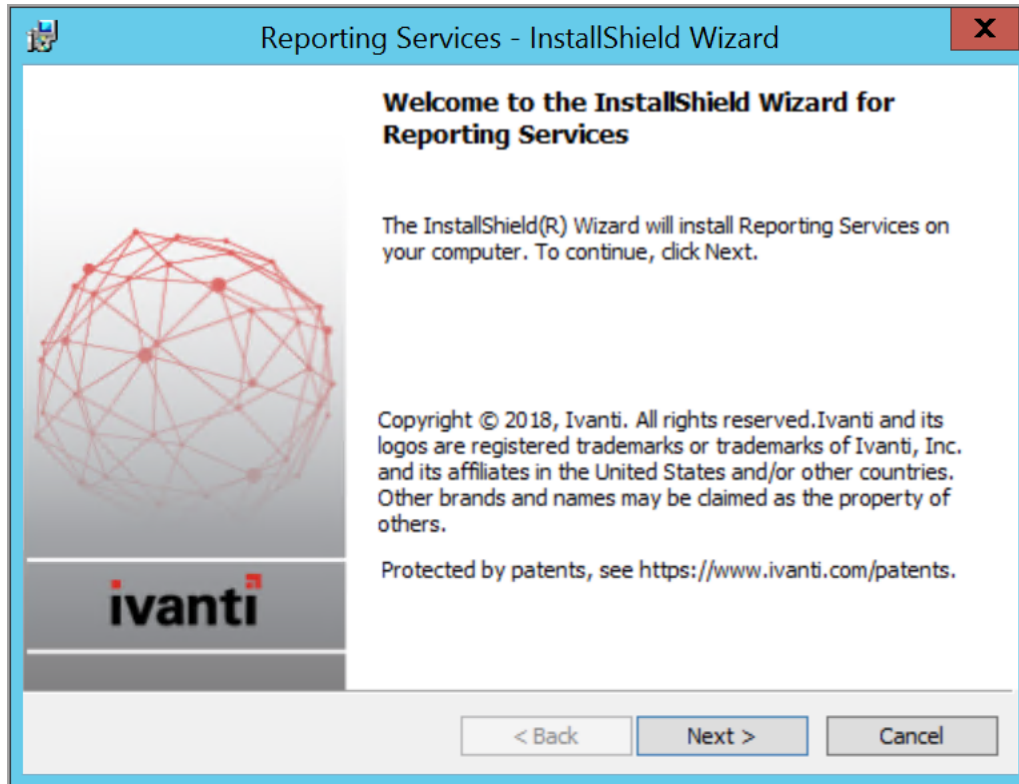 Reporting Services - InstallShield Wizard
X
Welcome to the InstallShield Wizard for
Reporting Services
The InstallShield(R) Wizard will install Reporting Services on
your computer. To continue, click Next.
Copyright © 2018, Ivanti. All rights reserved.Ivanti and its
logos are registered trademarks or trademarks of Ivanti, Inc.
and its affiliates in the United States and/or other countries.
Other brands and names may be claimed as the property of
others.
Protected by patents, see https://www.ivanti.com/patents.
ivanti
< Back
Next >
Cancel